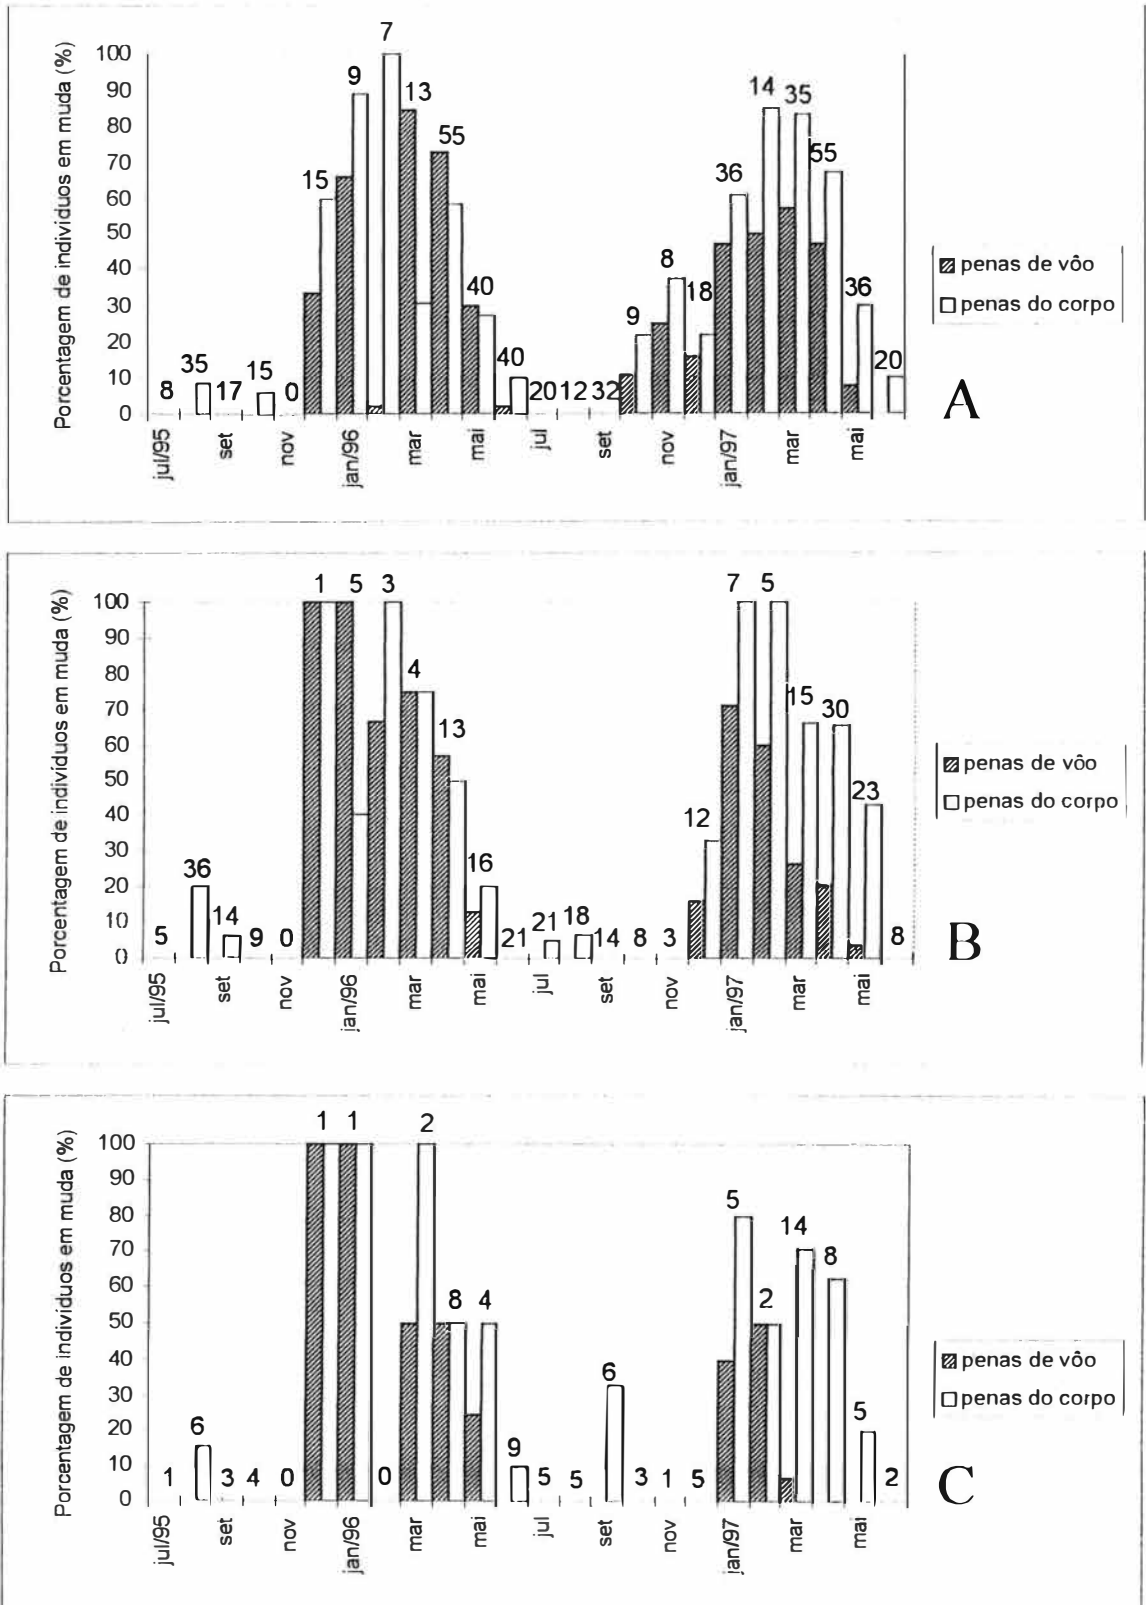 Porcentagem de indivíduos em muda (%)
100
90
80
70
60
50
40
30
20
10
0
8 35 17 15 0 15 9 7 13 55 40 40 20 12 32 9 8 18 36 14 35 55 36 20
jul/95 set nov jan/96 mar mai jul set nov jan/97 mar mai
penas de vôo
penas do corpo
A
Porcentagem de indivíduos em muda (%)
100
90
80
70
60
50
40
30
20
10
0
5 36 14 9 0 1 5 3 4 13 16 21 21 18 14 8 3 12 7 5 15 30 23 8
jul/95 set nov jan/96 mar mai jul set nov jan/97 mar mai
penas de vôo
penas do corpo
B
Porcentagem de indivíduos em muda (%)
100
90
80
70
60
50
40
30
20
10
0
1 6 3 4 0 1 1 0 2 8 4 9 5 5 6 3 1 5 5 2 14 8 5 2
jul/95 set nov jan/96 mar mai jul set nov jan/97 mar mai
penas de vôo
penas do corpo
C